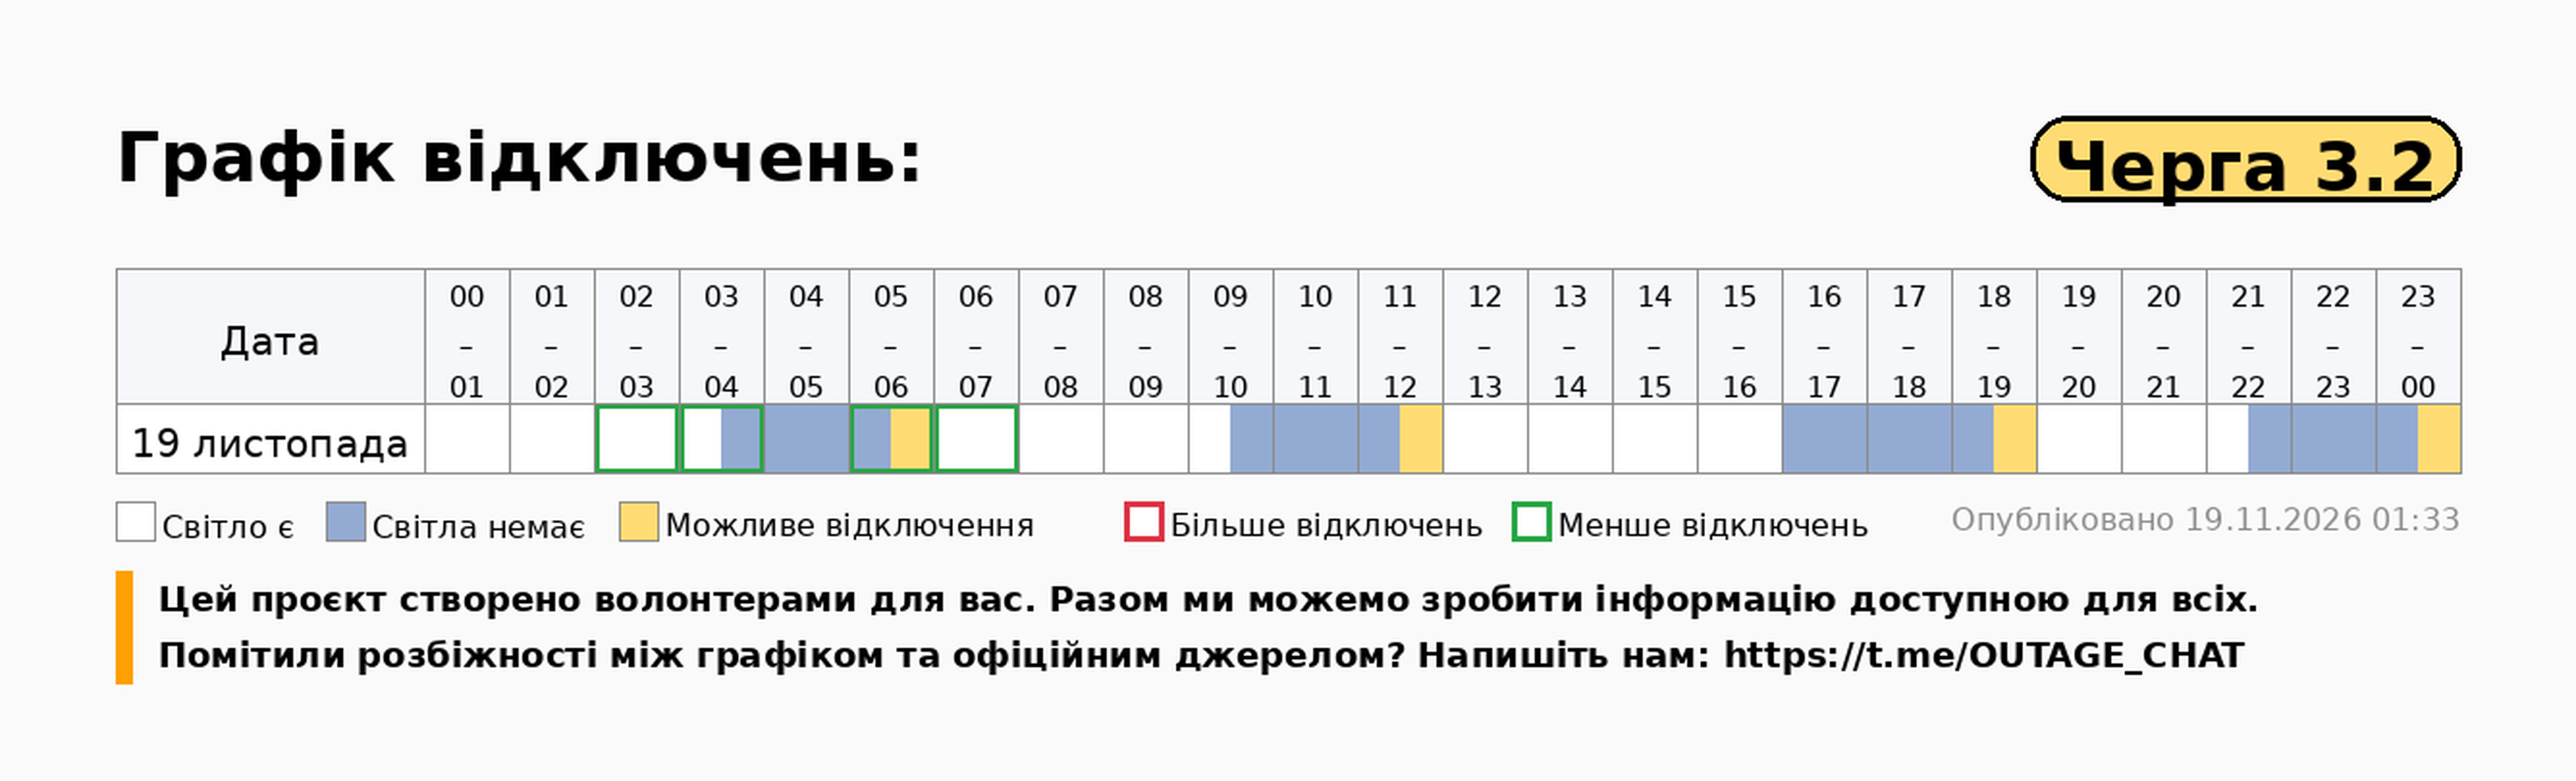 Графік відключень:
Черга 3.2
Дата
00 – 01
01 – 02
02 – 03
03 – 04
04 – 05
05 – 06
06 – 07
07 – 08
08 – 09
09 – 10
10 – 11
11 – 12
12 – 13
13 – 14
14 – 15
15 – 16
16 – 17
17 – 18
18 – 19
19 – 20
20 – 21
21 – 22
22 – 23
23 – 00
19 листопада
Світло є
Світла немає
Можливе відключення
Більше відключень
Менше відключень
Опубліковано 19.11.2026 01:33
Цей проєкт створено волонтерами для вас. Разом ми можемо зробити інформацію доступною для всіх.
Помітили розбіжності між графіком та офіційним джерелом? Напишіть нам: https://t.me/OUTAGE_CHAT